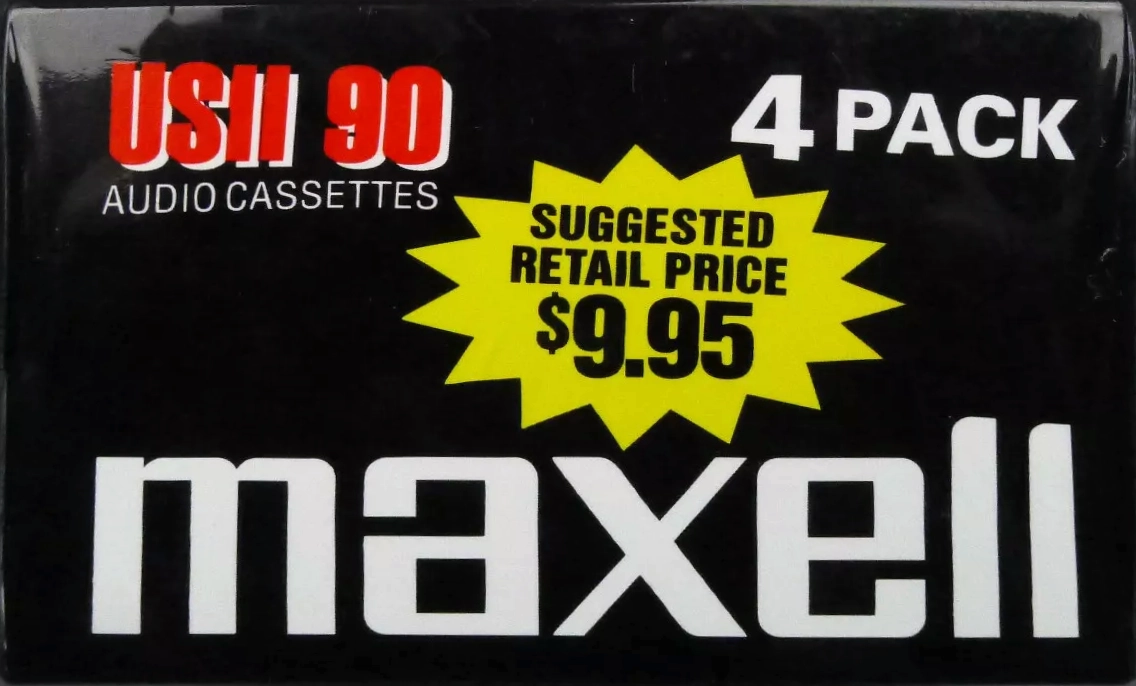 USII 90
AUDIO CASSETTES
4 PACK
SUGGESTED
RETAIL PRICE
$9.95
maxell